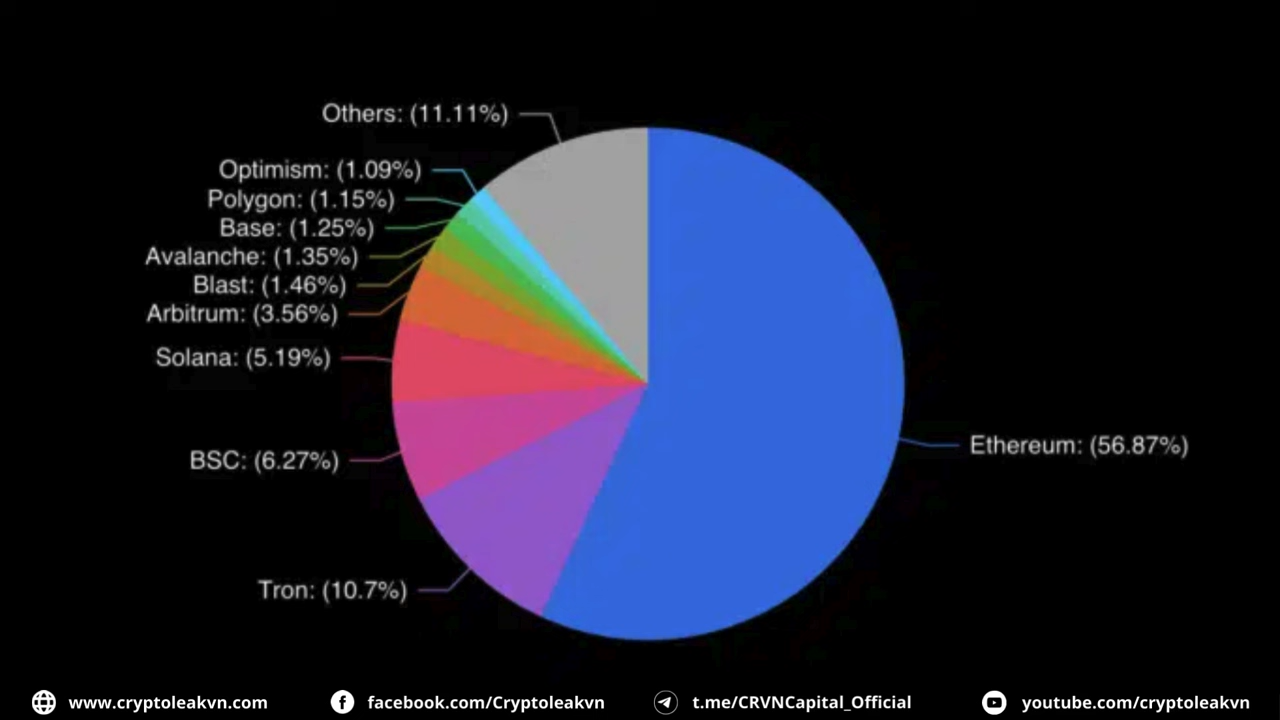 Others: (11.11%)
Optimism: (1.09%)
Polygon: (1.15%)
Base: (1.25%)
Avalanche: (1.35%)
Blast: (1.46%)
Arbitrum: (3.56%)
Solana: (5.19%)
BSC: (6.27%)
Tron: (10.7%)
Ethereum: (56.87%)
www.cryptoleakvn.com
facebook.com/Cryptoleakvn
t.me/CRVNCapital_Official
youtube.com/cryptoleakvn